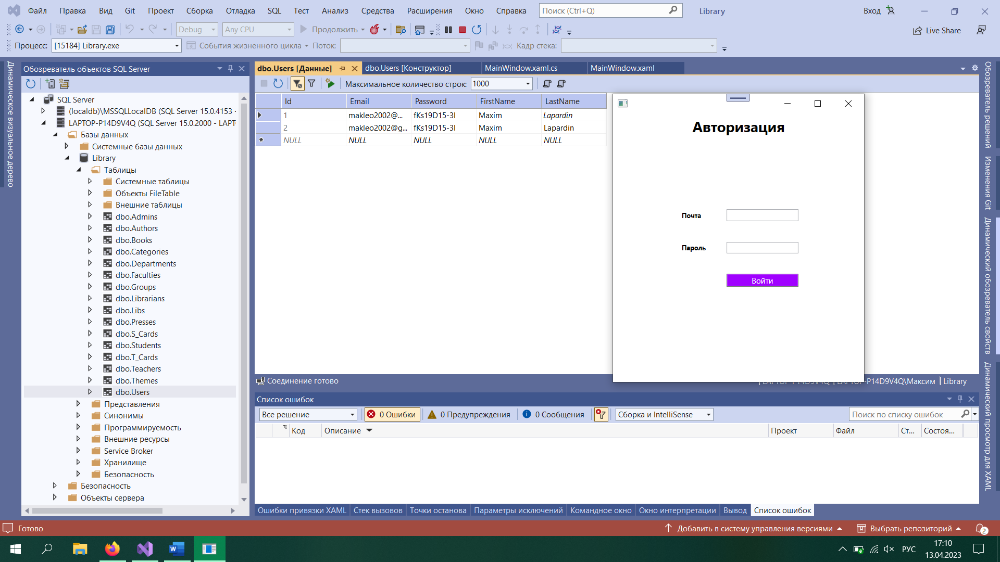 Файл Правка Вид Git Проект Сборка Отладка SQL Тест Анализ Средства Расширения Окно Справка Поиск (Ctrl+Q) Library Вход
Debug Any CPU Продолжить Live Share
Процесс: [15184] Library.exe События жизненного цикла Поток: Кадр стека:
Динамическое визуальное дерево
Обозреватель объектов SQL Server
SQL Server
(localdb)\MSSQLLocalDB (SQL Server 15.0.4153 -
LAPTOP-P14D9V4Q (SQL Server 15.0.2000 - LAPT
Базы данных
Системные базы данных
Library
Таблицы
Системные таблицы
Объекты FileTable
Внешние таблицы
dbo.Admins
dbo.Authors
dbo.Books
dbo.Categories
dbo.Departments
dbo.Faculties
dbo.Groups
dbo.Librarians
dbo.Libs
dbo.Presses
dbo.S_Cards
dbo.Students
dbo.T_Cards
dbo.Teachers
dbo.Themes
dbo.Users
Представления
Синонимы
Программируемость
Внешние ресурсы
Service Broker
Хранилище
Безопасность
Безопасность
Объекты сервера
dbo.Users [Данные] dbo.Users [Конструктор] MainWindow.xaml.cs MainWindow.xaml
Максимальное количество строк: 1000
Id Email Password FirstName LastName
1 makleo2002@... fKs19D15-3l Maxim Lapardin
2 makleo2002@g... fKs19D15-3l Maxim Lapardin
NULL NULL NULL NULL NULL
Авторизация
Почта
Пароль
Войти
Соединение готово
LAPTOP-P14D9V4Q LAPTOP-P14D9V4Q\Максим Library
Список ошибок
Все решение 0 Ошибки 0 Предупреждения 0 Сообщения Сборка и IntelliSense Поиск по списку ошибок
Код Описание Проект Файл Ст... Состоя...
Ошибки привязки XAML Стек вызовов Точки останова Параметры исключений Командное окно Окно интерпретации Вывод Список ошибок
Обозреватель решений
Изменения Git
Динамический обозреватель свойств
Динамический просмотр для XAML
Готово Добавить в систему управления версиями Выбрать репозиторий 2
РУС 17:10
13.04.2023